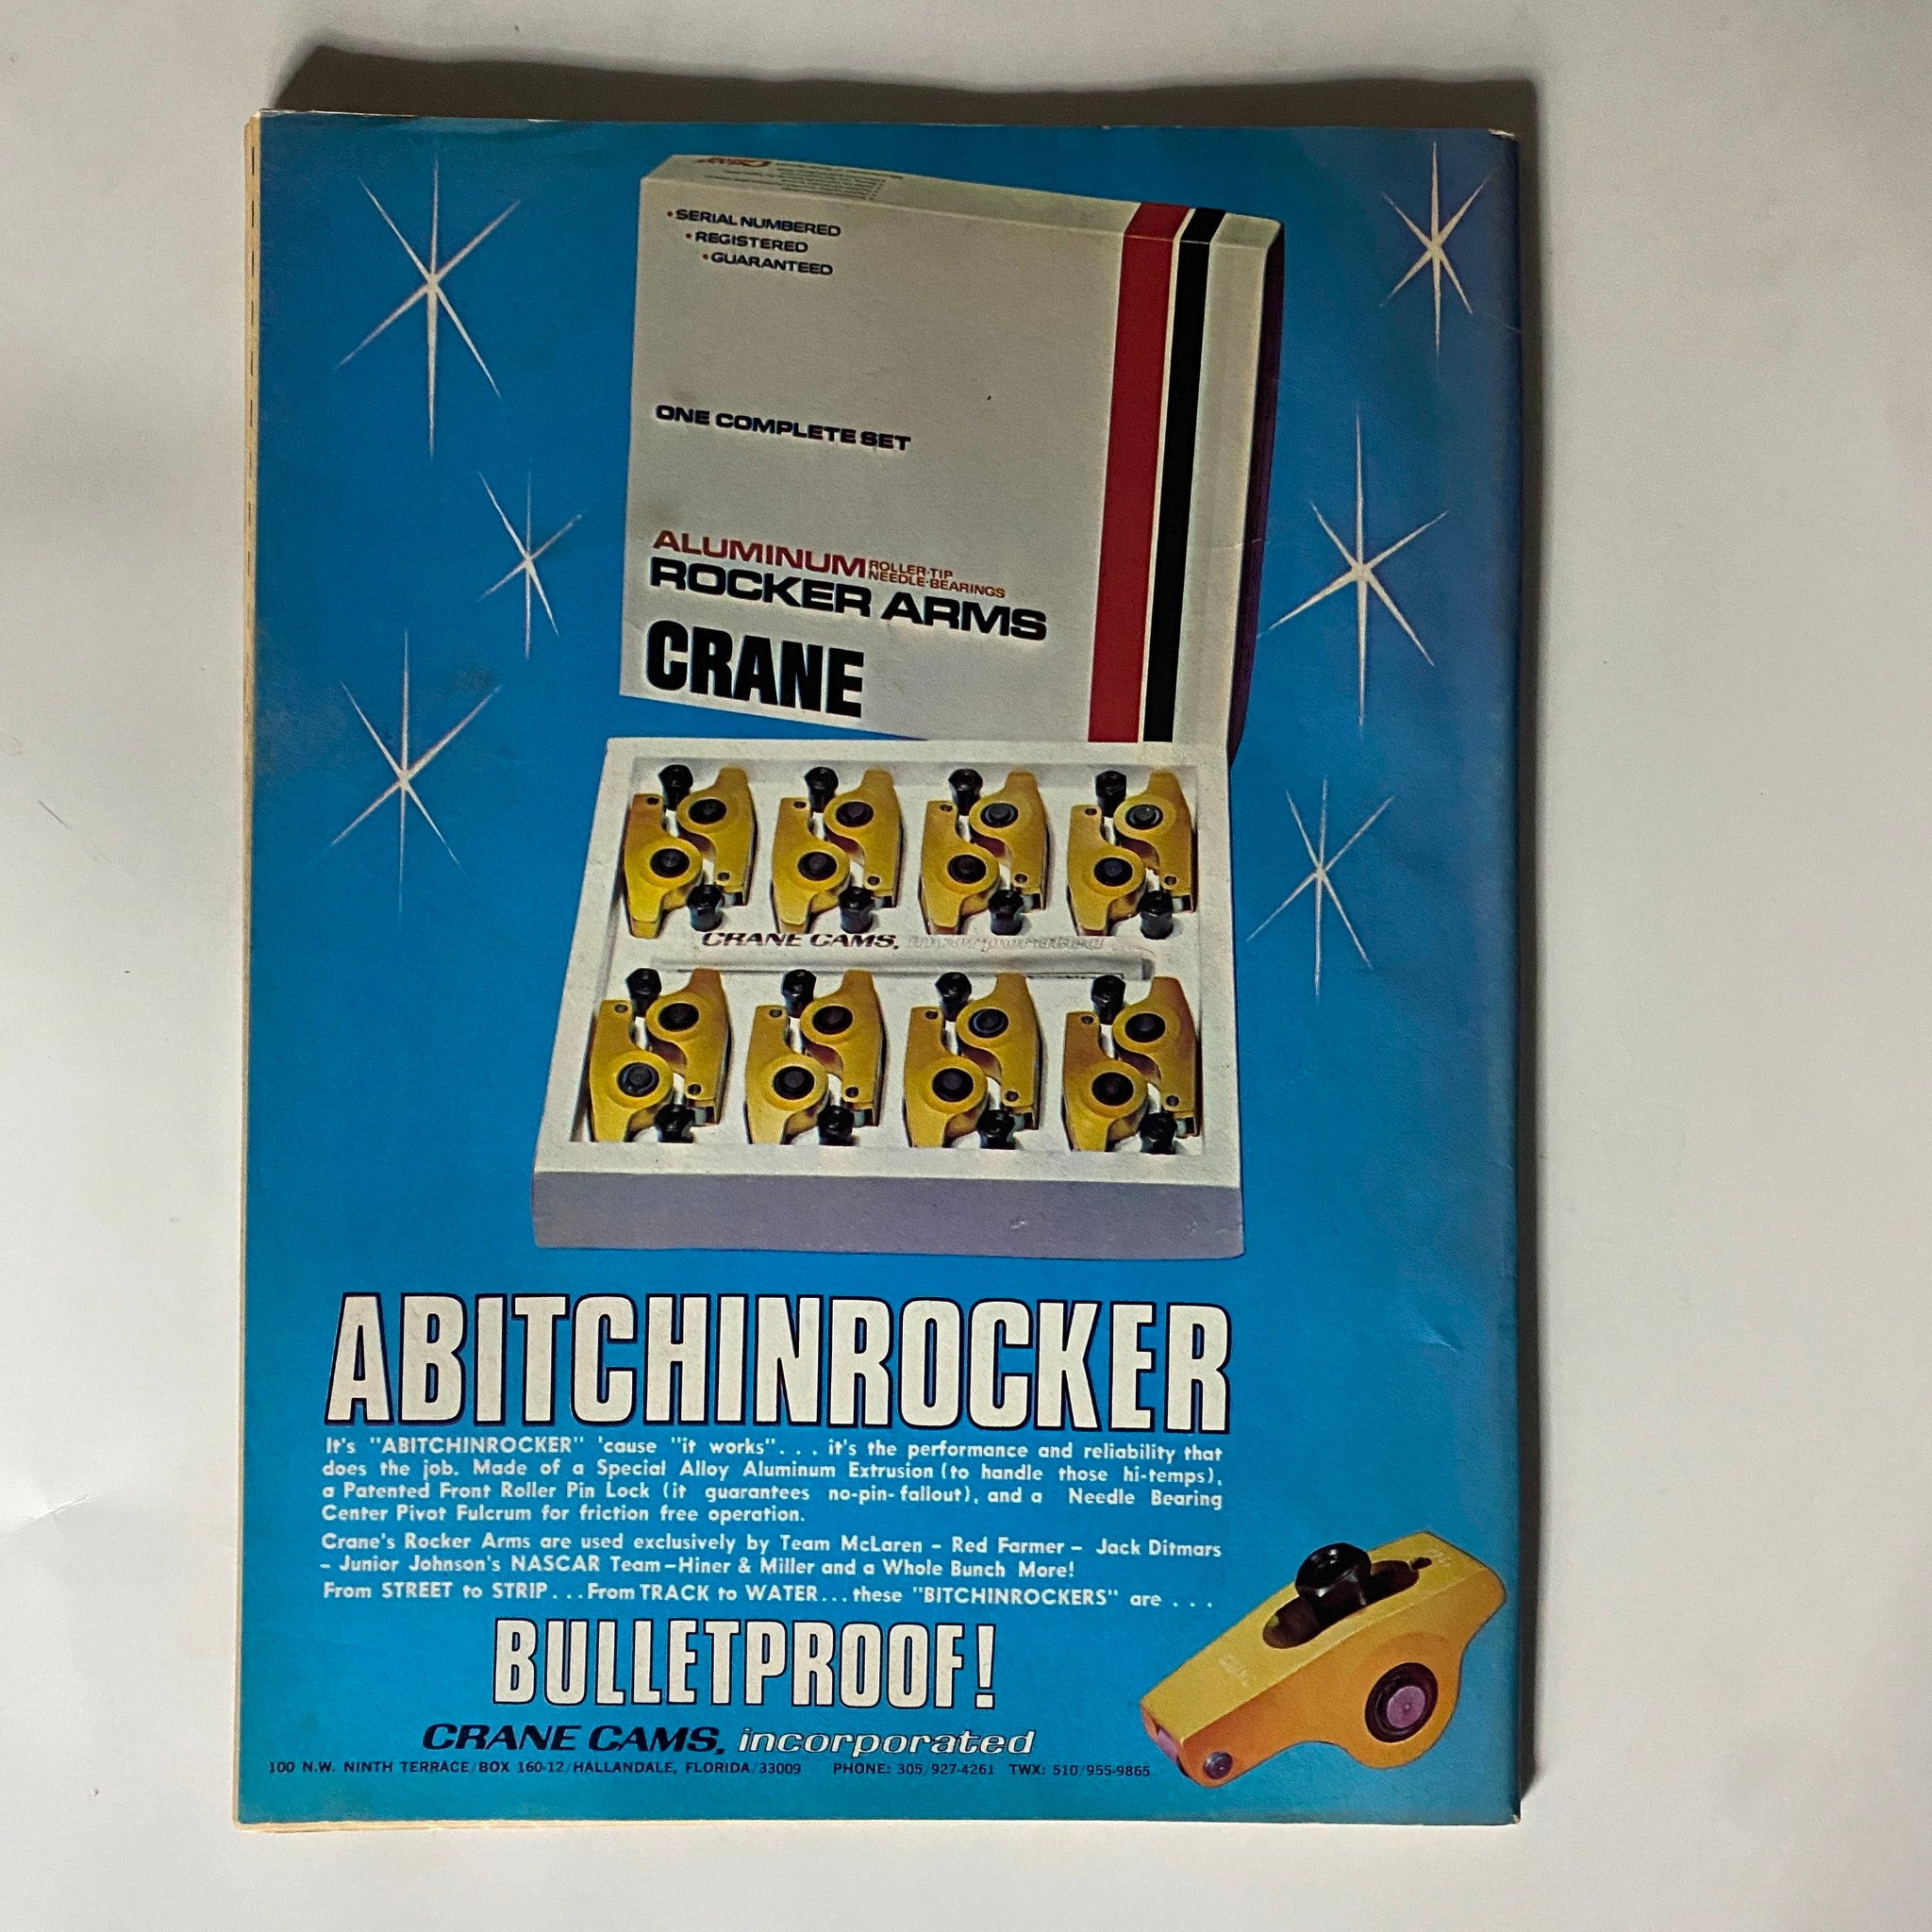 • SERIAL NUMBERED
• REGISTERED
• GUARANTEED
ONE COMPLETE SET
ALUMINUM ROLLER-TIP
NEEDLE-BEARINGS
ROCKER ARMS
CRANE
CRANE CAMS, incorporated
ABITCHINROCKER
It's "ABITCHINROCKER" 'cause "it works". . . it's the performance and reliability that
does the job. Made of a Special Alloy Aluminum Extrusion (to handle those hi-temps),
a Patented Front Roller Pin Lock (it guarantees no-pin-fallout), and a Needle Bearing
Center Pivot Fulcrum for friction free operation.
Crane's Rocker Arms are used exclusively by Team McLaren – Red Farmer – Jack Ditmars
– Junior Johnson's NASCAR Team – Hiner & Miller and a Whole Bunch More!
From STREET to STRIP . . . From TRACK to WATER . . . these "BITCHINROCKERS" are . . .
BULLETPROOF!
CRANE CAMS, incorporated
100 N.W. NINTH TERRACE/BOX 160-12/HALLANDALE, FLORIDA/33009 PHONE: 305/927-4261 TWX: 510/955-9865